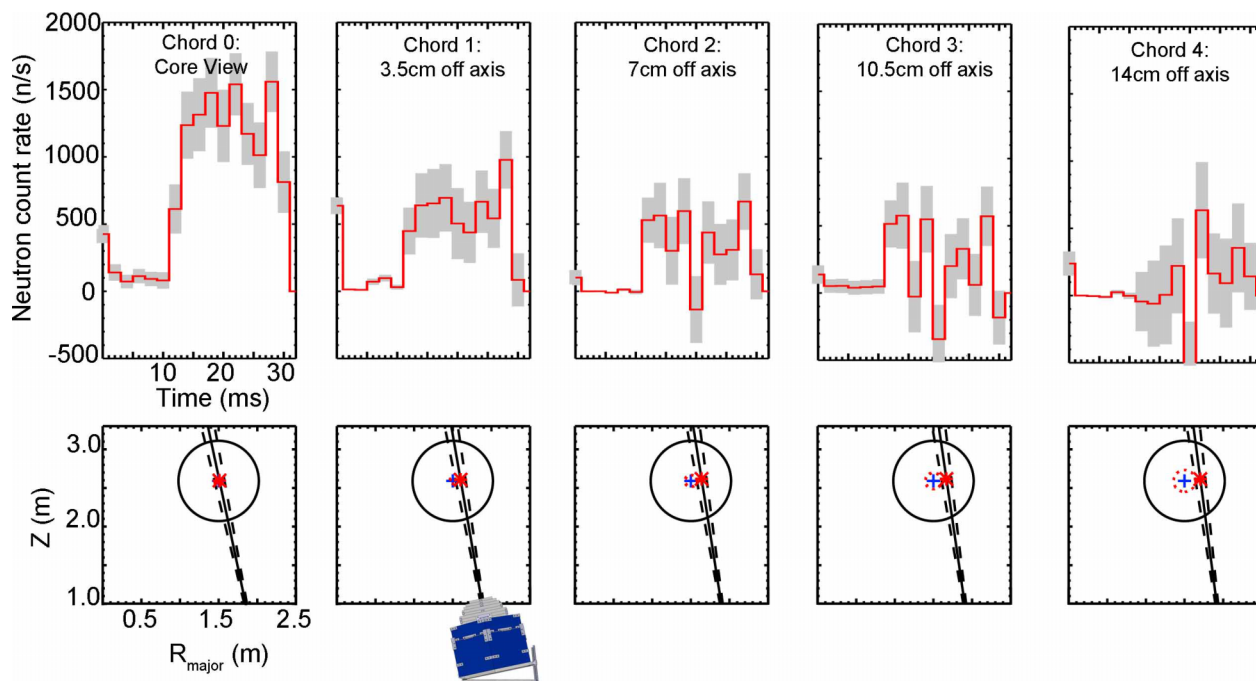 Neutron count rate (n/s)
2000
1500
1000
500
0
-500
Chord 0:
Core View
Chord 1:
3.5cm off axis
Chord 2:
7cm off axis
Chord 3:
10.5cm off axis
Chord 4:
14cm off axis
10 20 30
Time (ms)
Z (m)
3.0
2.0
1.0
0.5 1.5 2.5
R major (m)